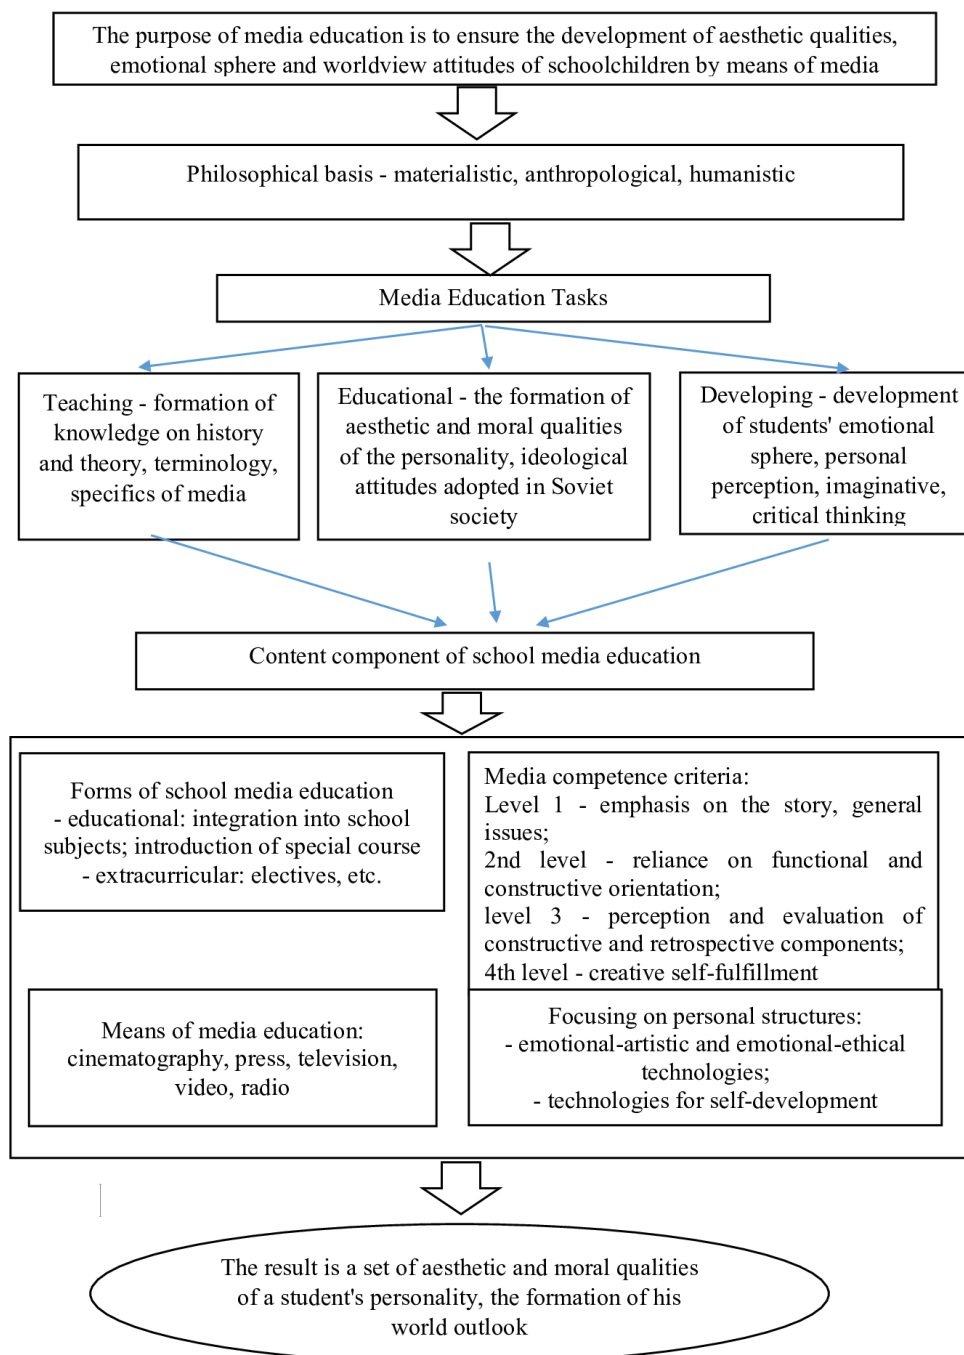 The purpose of media education is to ensure the development of aesthetic qualities,
emotional sphere and worldview attitudes of schoolchildren by means of media
Philosophical basis - materialistic, anthropological, humanistic
Media Education Tasks
Teaching - formation of
knowledge on history
and theory, terminology,
specifics of media
Educational - the formation of
aesthetic and moral qualities
of the personality, ideological
attitudes adopted in Soviet
society
Developing - development
of students' emotional
sphere, personal
perception, imaginative,
critical thinking
Content component of school media education
Forms of school media education
- educational: integration into school
subjects; introduction of special course
- extracurricular: electives, etc.
Media competence criteria:
Level 1 - emphasis on the story, general
issues;
2nd level - reliance on functional and
constructive orientation;
level 3 - perception and evaluation of
constructive and retrospective components;
4th level - creative self-fulfillment
Means of media education:
cinematography, press, television,
video, radio
Focusing on personal structures:
- emotional-artistic and emotional-ethical
technologies;
- technologies for self-development
The result is a set of aesthetic and moral qualities
of a student's personality, the formation of his
world outlook